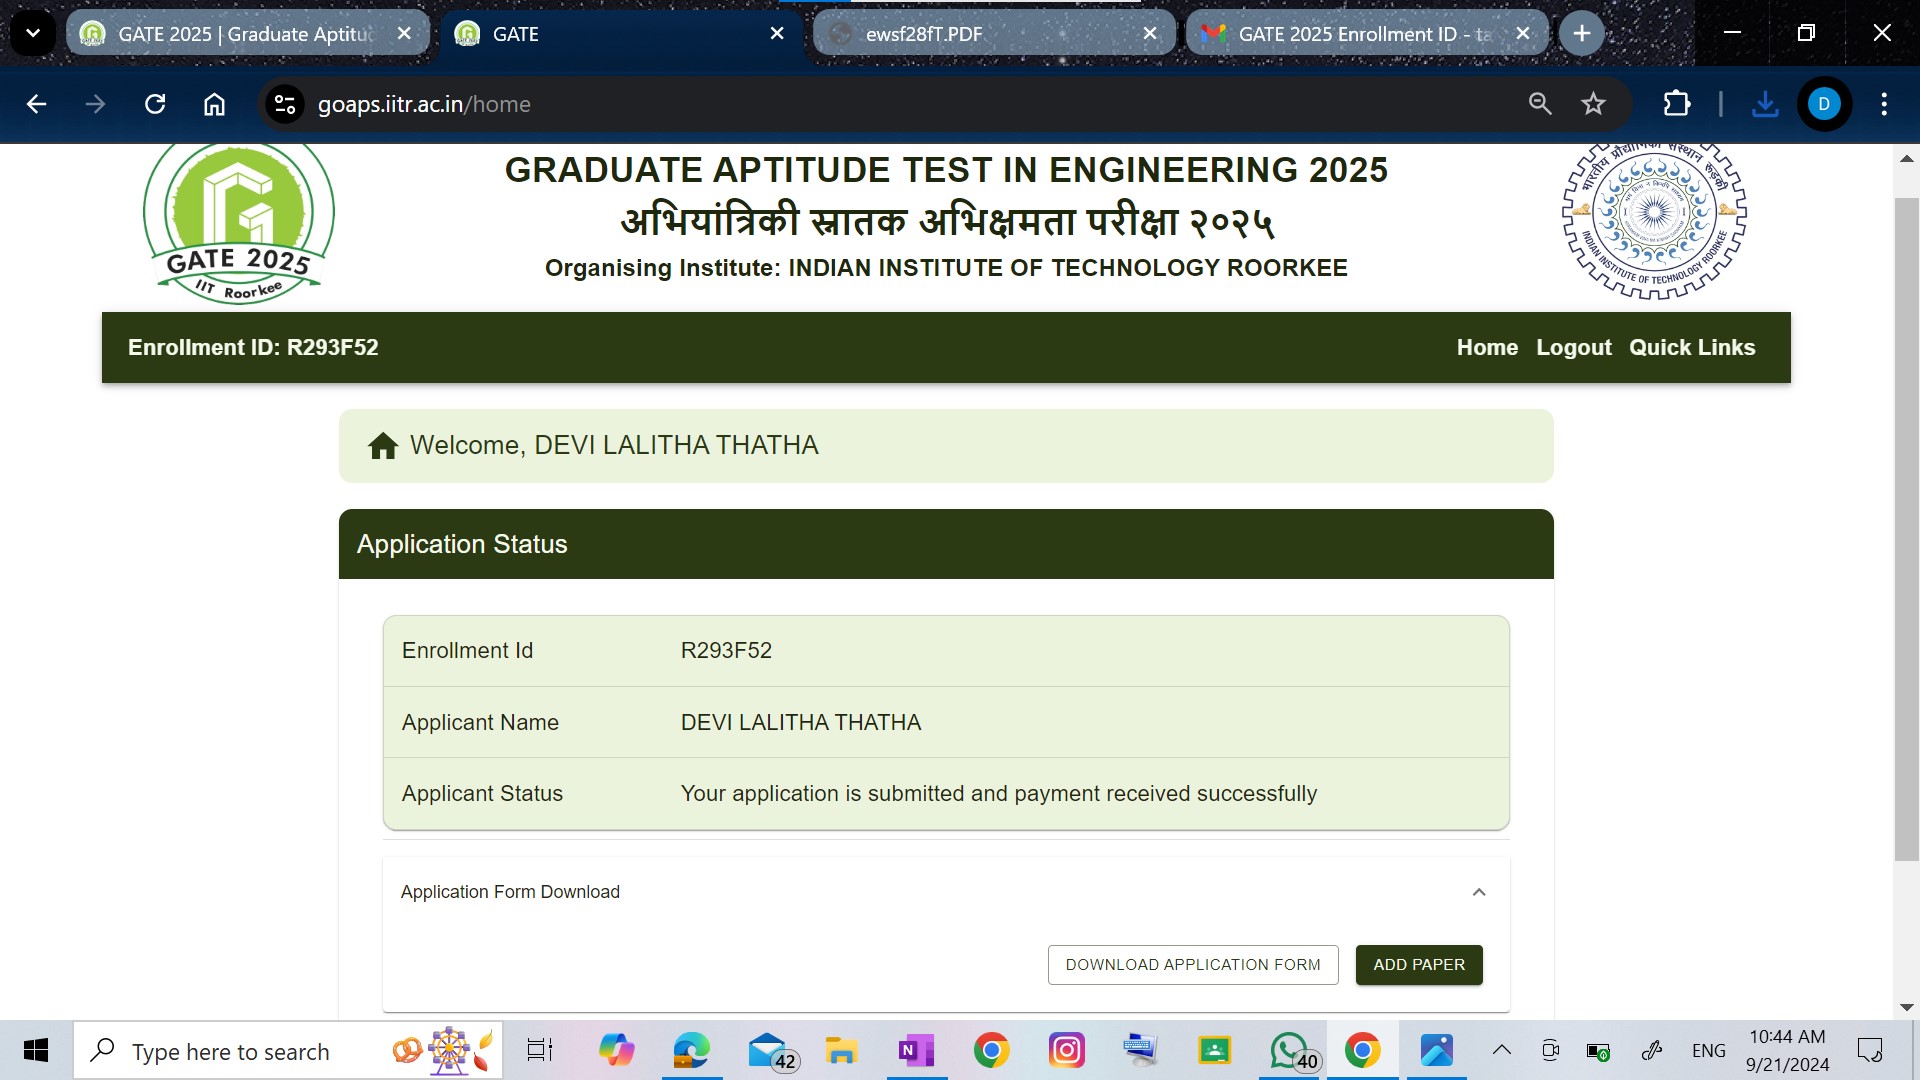 GATE 2025 | Graduate Aptitu
GATE
ewsf28fT.PDF
GATE 2025 Enrollment ID - ta
goaps.iitr.ac.in/home
D
GATE 2025
IIT Roorkee
GRADUATE APTITUDE TEST IN ENGINEERING 2025
अभियांत्रिकी स्नातक अभिक्षमता परीक्षा २०२५
Organising Institute: INDIAN INSTITUTE OF TECHNOLOGY ROORKEE
भारतीय प्रौद्योगिकी संस्थान रुड़की
INDIAN INSTITUTE OF TECHNOLOGY ROORKEE
Enrollment ID: R293F52
Home Logout Quick Links
Welcome, DEVI LALITHA THATHA
Application Status
Enrollment Id R293F52
Applicant Name DEVI LALITHA THATHA
Applicant Status Your application is submitted and payment received successfully
Application Form Download
DOWNLOAD APPLICATION FORM ADD PAPER
Type here to search
42
N
40
ENG
10:44 AM
9/21/2024